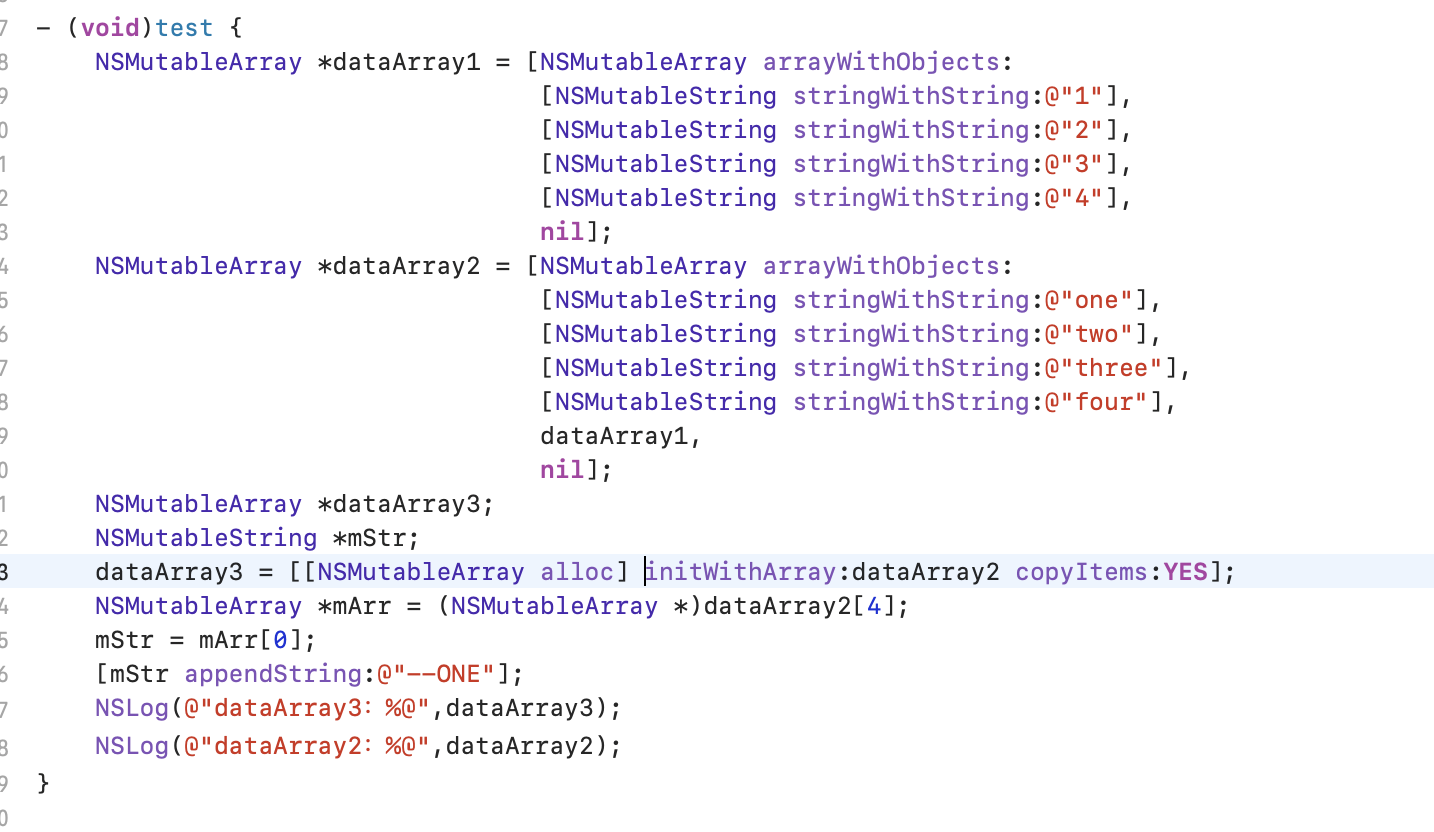 7 - (void)test {
8 NSMutableArray *dataArray1 = [NSMutableArray arrayWithObjects:
9 [NSMutableString stringWithString:@"1"],
0 [NSMutableString stringWithString:@"2"],
1 [NSMutableString stringWithString:@"3"],
2 [NSMutableString stringWithString:@"4"],
3 nil];
4 NSMutableArray *dataArray2 = [NSMutableArray arrayWithObjects:
5 [NSMutableString stringWithString:@"one"],
6 [NSMutableString stringWithString:@"two"],
7 [NSMutableString stringWithString:@"three"],
8 [NSMutableString stringWithString:@"four"],
9 dataArray1,
0 nil];
1 NSMutableArray *dataArray3;
2 NSMutableString *mStr;
3 dataArray3 = [[NSMutableArray alloc] initWithArray:dataArray2 copyItems:YES];
4 NSMutableArray *mArr = (NSMutableArray *)dataArray2[4];
5 mStr = mArr[0];
6 [mStr appendString:@"--ONE"];
7 NSLog(@"dataArray3：%@",dataArray3);
8 NSLog(@"dataArray2：%@",dataArray2);
9 }
0